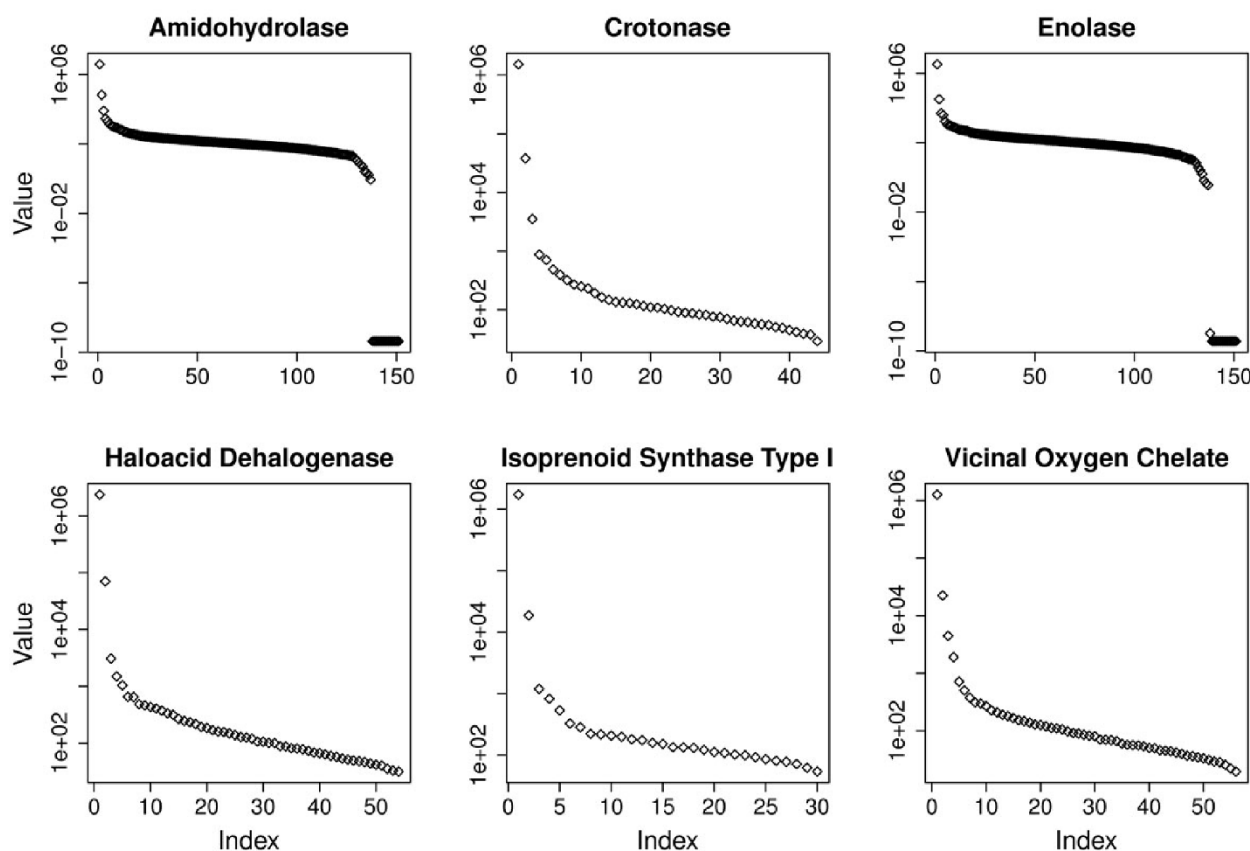 Amidohydrolase
Crotonase
Enolase
Value
1e+06
1e−02
1e−10
0 50 100 150
1e+06
1e+04
1e+02
0 10 20 30 40
1e+06
1e−02
1e−10
0 50 100 150
Haloacid Dehalogenase
Isoprenoid Synthase Type I
Vicinal Oxygen Chelate
Value
1e+06
1e+04
1e+02
0 10 20 30 40 50
Index
1e+06
1e+04
1e+02
0 5 10 15 20 25 30
Index
1e+06
1e+04
1e+02
0 10 20 30 40 50
Index